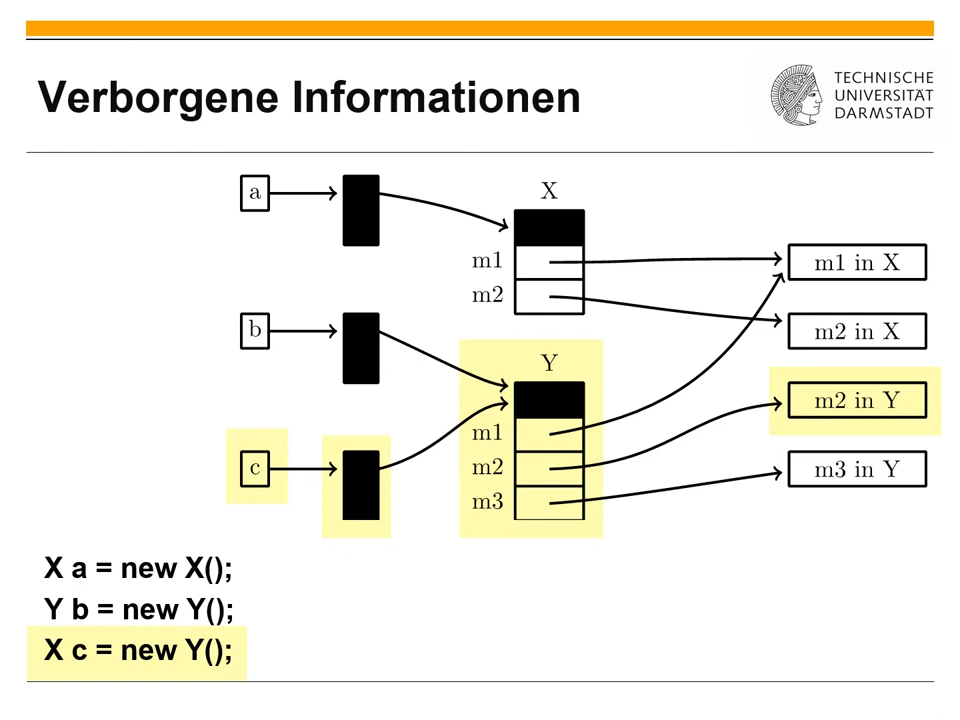 Verborgene Informationen
TECHNISCHE
UNIVERSITÄT
DARMSTADT
a
X
m1
m2
m1 in X
m2 in X
b
Y
m1
m2
m3
m2 in Y
m3 in Y
c
X a = new X();
Y b = new Y();
X c = new Y();